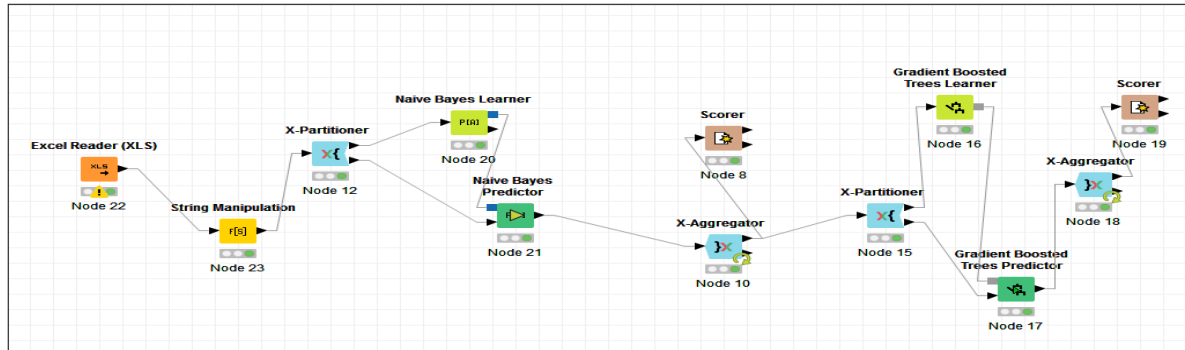 Excel Reader (XLS)
XLS
Node 22
String Manipulation
F[S]
Node 23
X-Partitioner
X{
Node 12
Naive Bayes Learner
P[A]
Node 20
Naive Bayes
Predictor
Node 21
Scorer
Node 8
X-Aggregator
}X
Node 10
X-Partitioner
X{
Node 15
Gradient Boosted
Trees Learner
Node 16
Gradient Boosted
Trees Predictor
Node 17
X-Aggregator
}X
Node 18
Scorer
Node 19